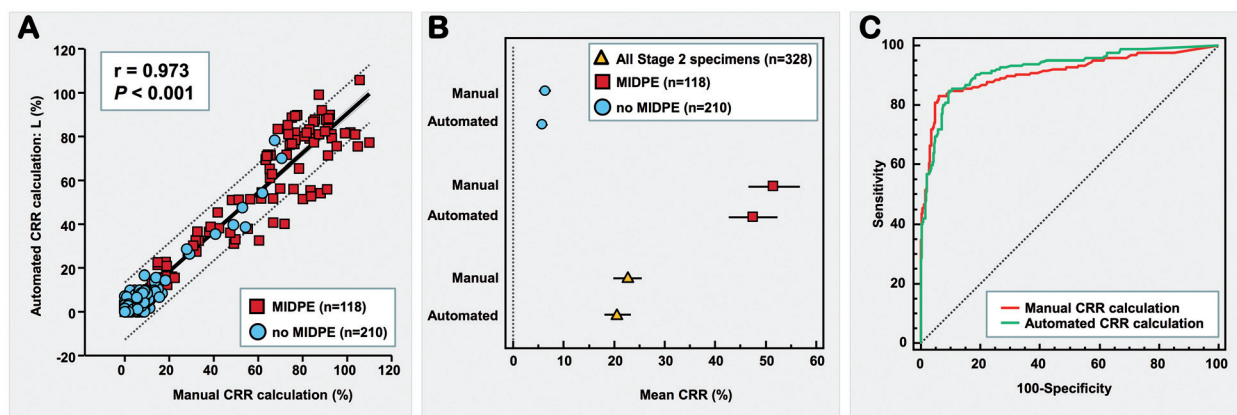 A
Automated CRR calculation: L (%)
120
100
80
60
40
20
0
-20
r = 0.973
P < 0.001
MIDPE (n=118)
no MIDPE (n=210)
0
20
40
60
80
100
120
Manual CRR calculation (%)
B
All Stage 2 specimens (n=328)
MIDPE (n=118)
no MIDPE (n=210)
Manual
Automated
Manual
Automated
Manual
Automated
0
10
20
30
40
50
60
Mean CRR (%)
C
Sensitivity
100
80
60
40
20
0
Manual CRR calculation
Automated CRR calculation
0
20
40
60
80
100
100-Specificity